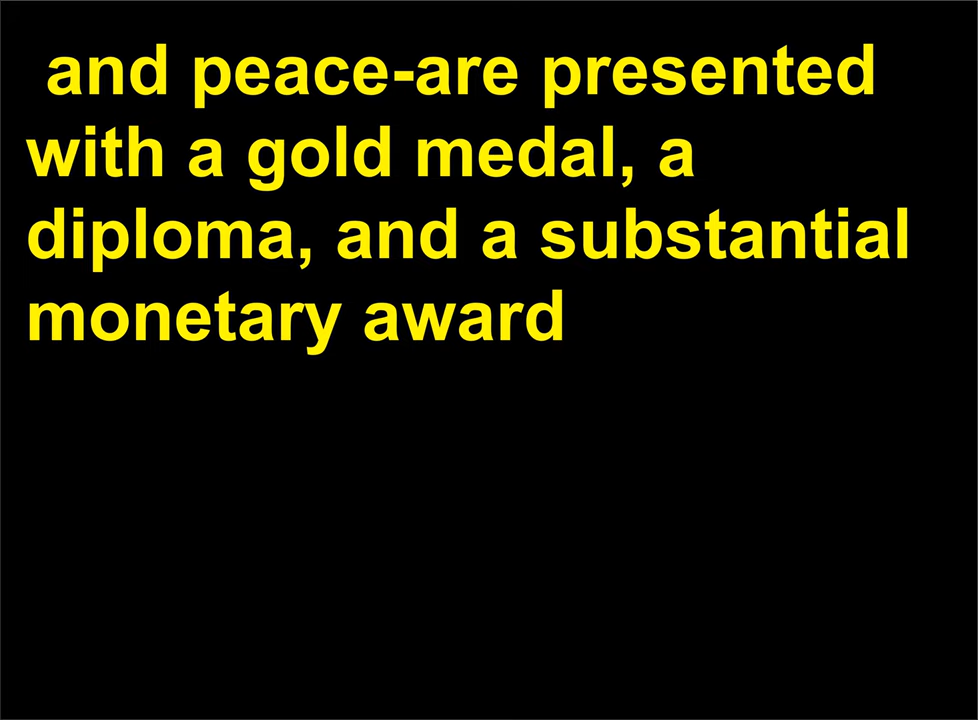 and peace-are presented
with a gold medal, a
diploma, and a substantial
monetary award